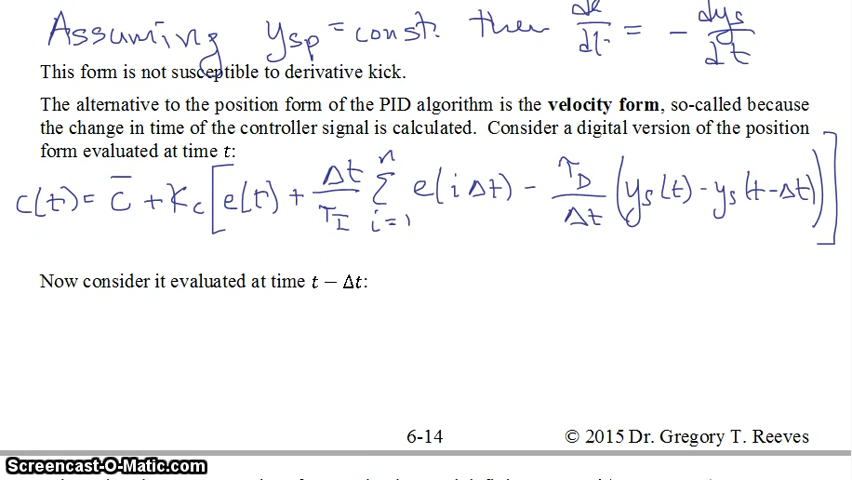 Assuming ysp = const. then de/dt = - dys/dt
This form is not susceptible to derivative kick.
The alternative to the position form of the PID algorithm is the velocity form, so-called because
the change in time of the controller signal is calculated. Consider a digital version of the position
form evaluated at time t:
c(t) = c̄ + Kc [ e(t) + Δt/τI Σ_{i=1}^{n} e(iΔt) - τD/Δt (ys(t) - ys(t-Δt)) ]
Now consider it evaluated at time t − Δt:
6-14 © 2015 Dr. Gregory T. Reeves
Screencast-O-Matic.com